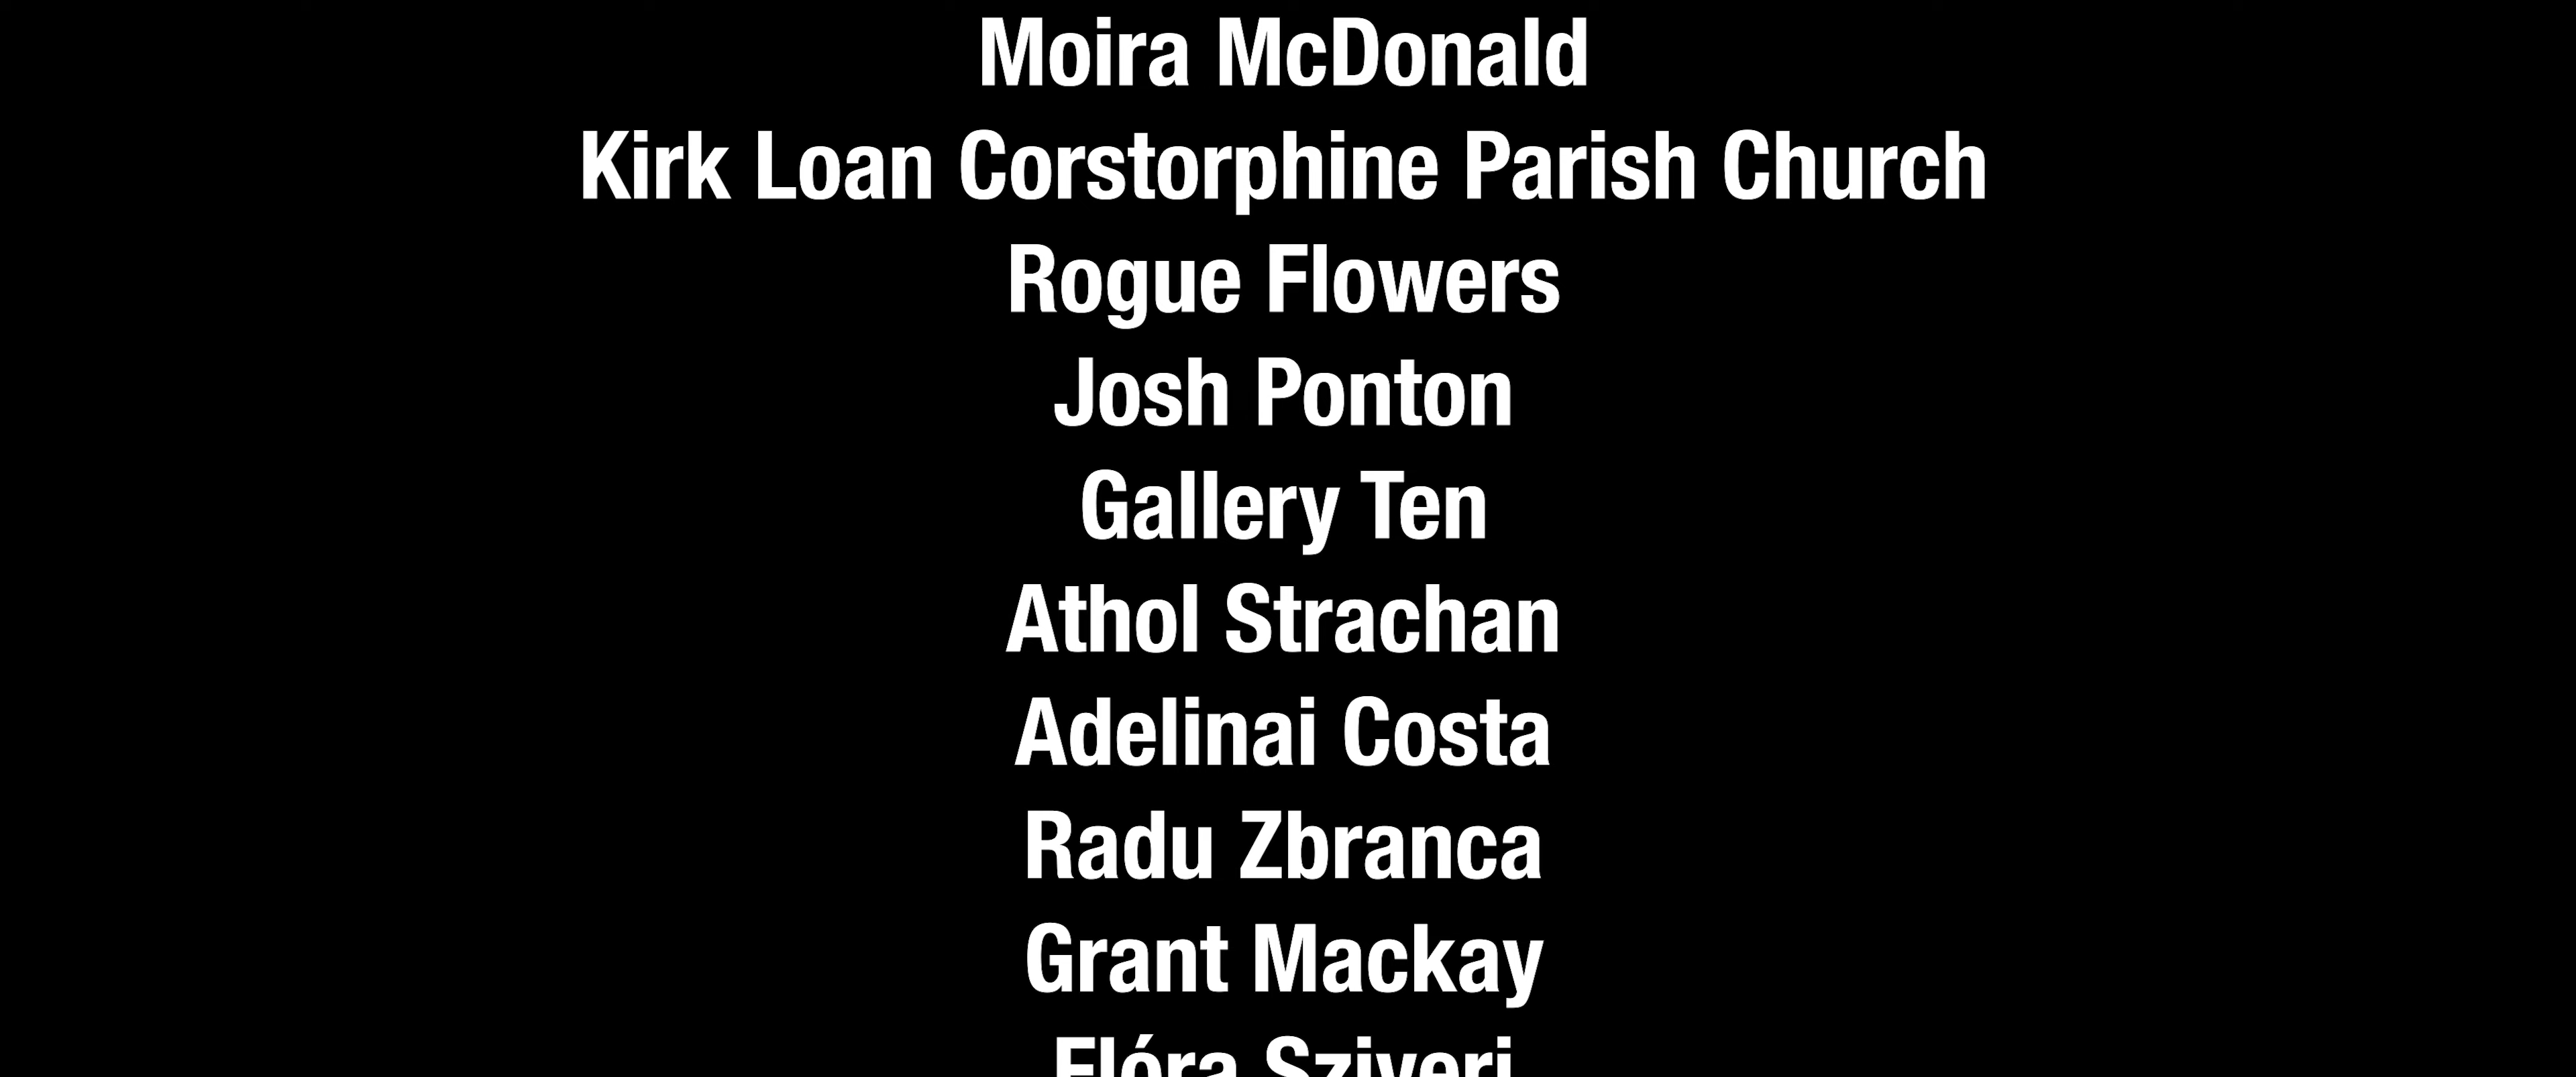 Moira McDonald
Kirk Loan Corstorphine Parish Church
Rogue Flowers
Josh Ponton
Gallery Ten
Athol Strachan
Adelinai Costa
Radu Zbranca
Grant Mackay
Flóra Sziveri